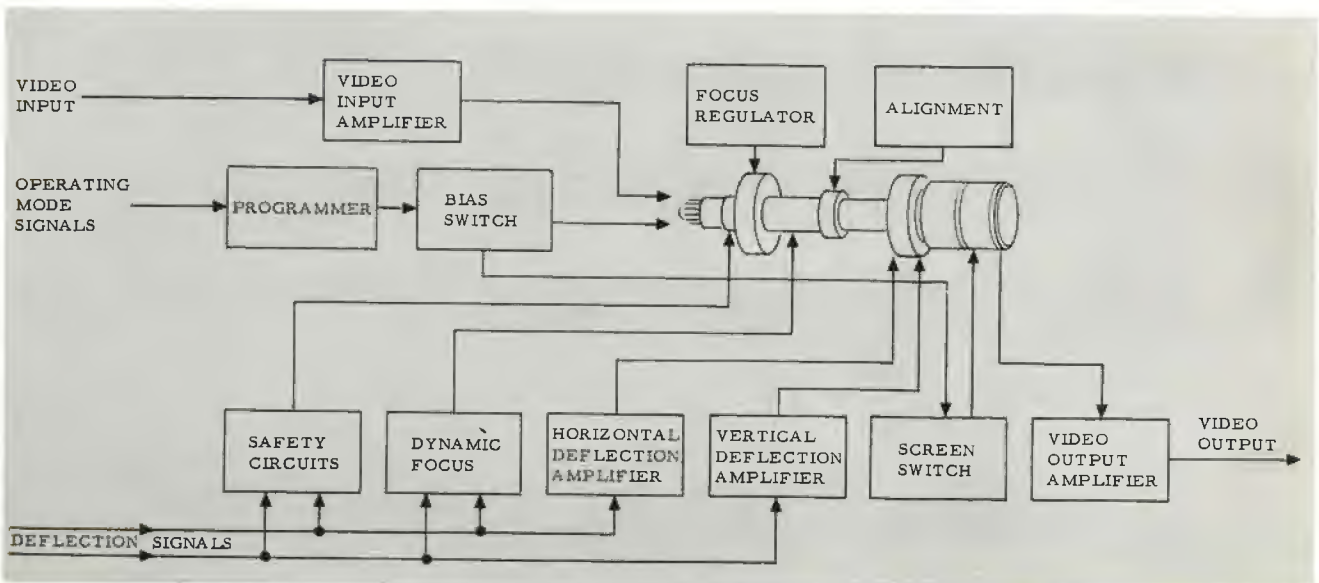 VIDEO
INPUT
VIDEO
INPUT
AMPLIFIER
FOCUS
REGULATOR
ALIGNMENT
OPERATING
MODE
SIGNALS
PROGRAMMER
BIAS
SWITCH
SAFETY
CIRCUITS
DYNAMIC
FOCUS
HORIZONTAL
DEFLECTION
AMPLIFIER
VERTICAL
DEFLECTION
AMPLIFIER
SCREEN
SWITCH
VIDEO
OUTPUT
AMPLIFIER
VIDEO
OUTPUT
DEFLECTION SIGNALS